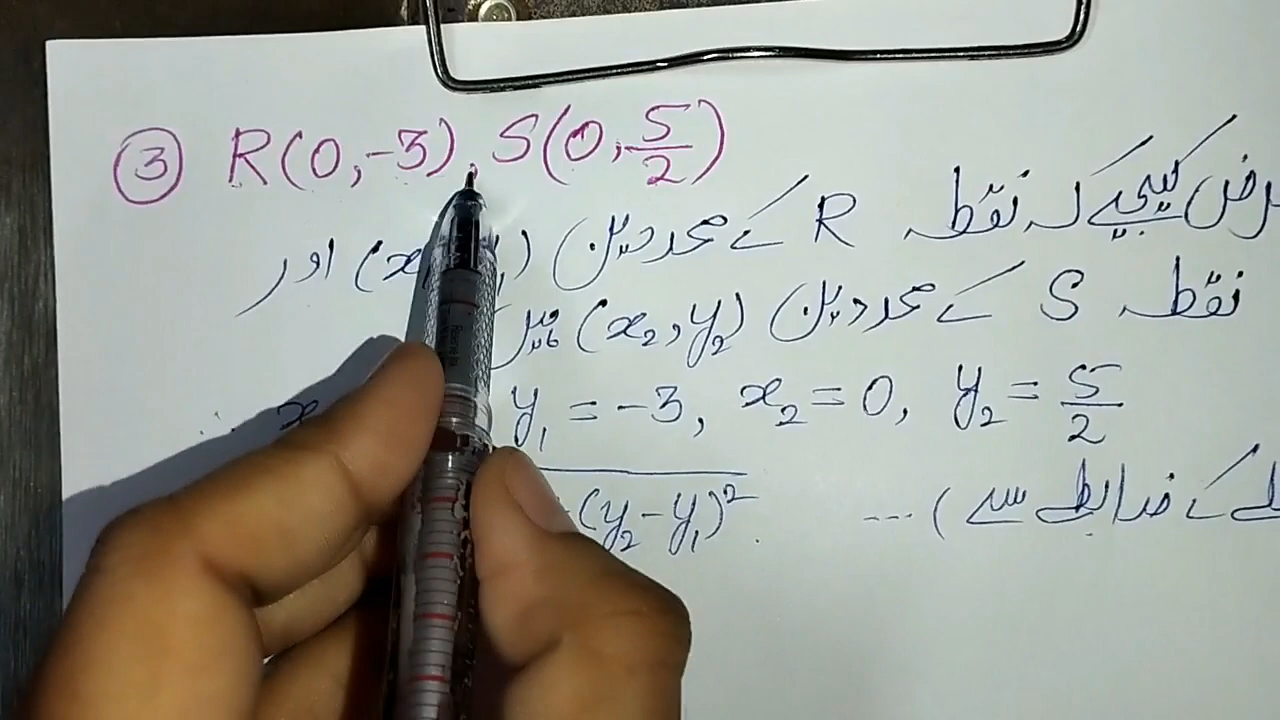 ③ R(0,-3), S(0,5/2)
کیجیے کہ نقطہ R کے محددین (x 1) اور
نقطہ S کے محددین (x₂,y₂) ہیں
∴ x y₁ = -3, x₂ = 0, y₂ = 5/2
(y₂-y₁)² ... (کے ضابطے سے